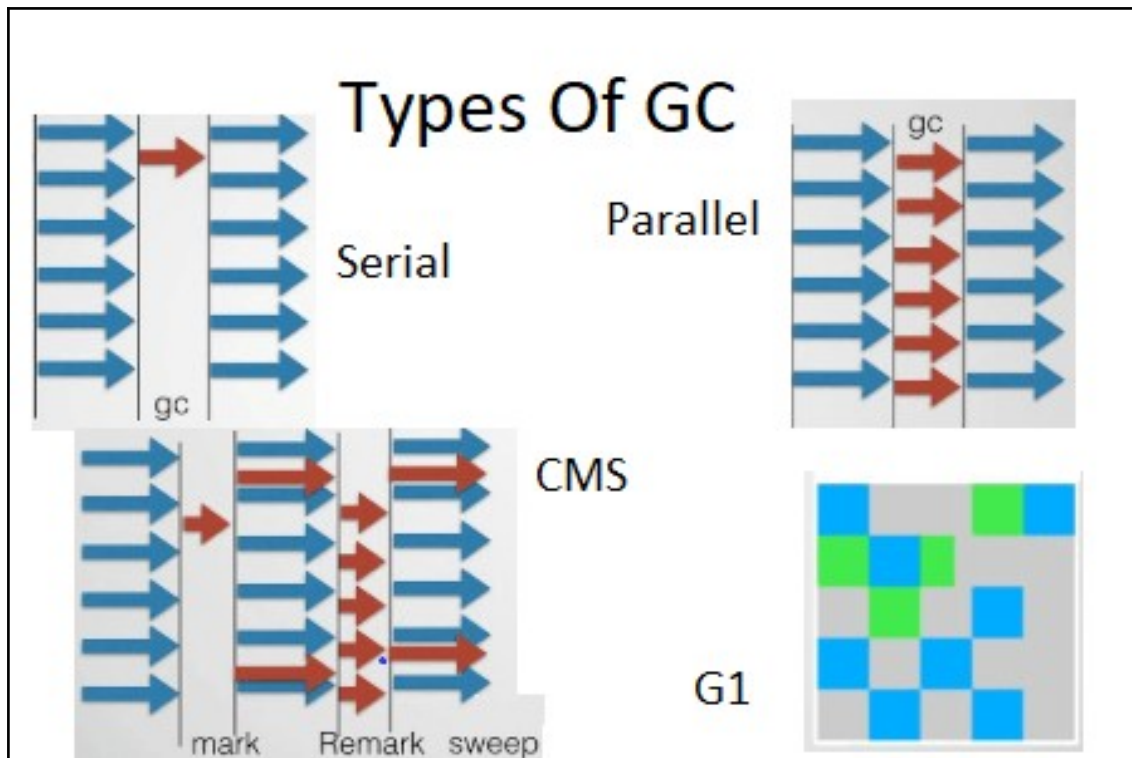 Types Of GC
gc
Parallel
Serial
gc
CMS
G1
mark Remark sweep